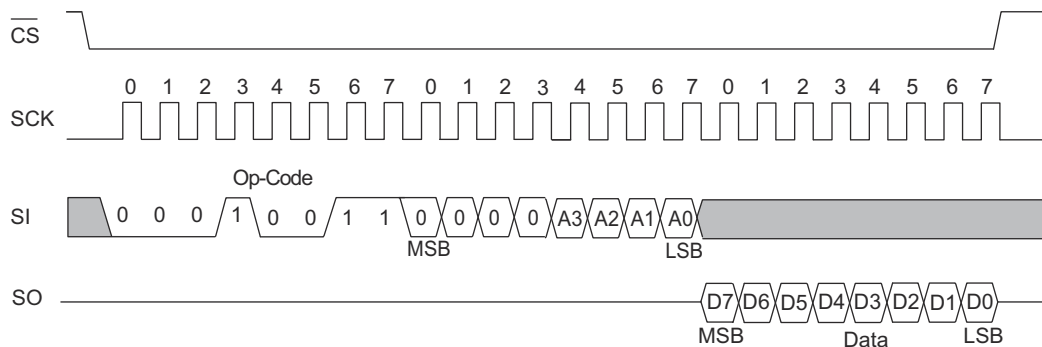 CS
0 1 2 3 4 5 6 7 0 1 2 3 4 5 6 7 0 1 2 3 4 5 6 7
SCK
Op-Code
SI 0 0 0 1 0 0 1 1 0 0 0 0 A3 A2 A1 A0
MSB LSB
SO D7 D6 D5 D4 D3 D2 D1 D0
MSB Data LSB